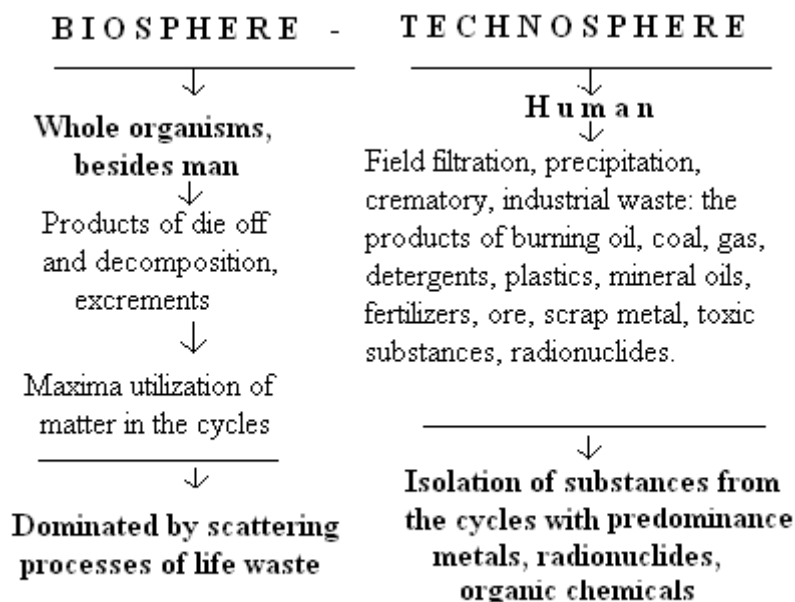 BIOSPHERE - TECHNOSPHERE
Whole organisms,
besides man
Products of die off
and decomposition,
excrements
Maxima utilization of
matter in the cycles
Dominated by scattering
processes of life waste
Human
Field filtration, precipitation,
crematory, industrial waste: the
products of burning oil, coal, gas,
detergents, plastics, mineral oils,
fertilizers, ore, scrap metal, toxic
substances, radionuclides.
Isolation of substances from
the cycles with predominance
metals, radionuclides,
organic chemicals